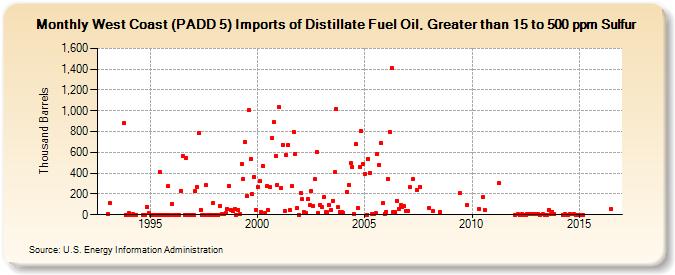 Monthly West Coast (PADD 5) Imports of Distillate Fuel Oil, Greater than 15 to 500 ppm Sulfur
Thousand Barrels
1,600
1,400
1,200
1,000
800
600
400
200
0
1995 2000 2005 2010 2015
Source: U.S. Energy Information Administration